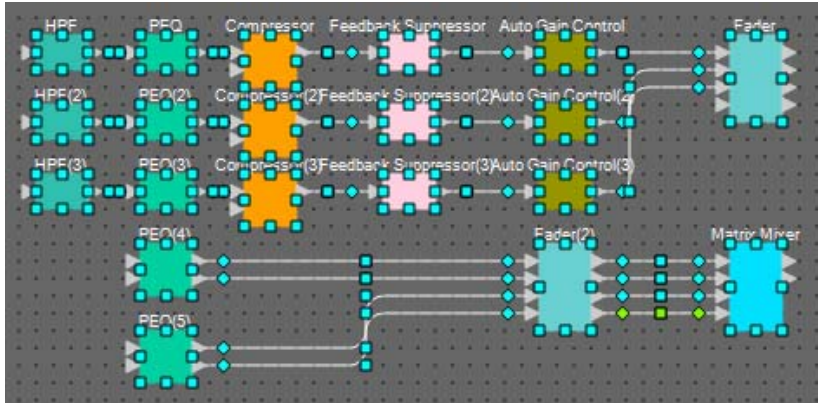 HPF PEQ Compressor Feedback Suppressor Auto Gain Control Fader
HPF(2) PEQ(2) Compressor(2) Feedback Suppressor(2) Auto Gain Control(2)
HPF(3) PEQ(3) Compressor(3) Feedback Suppressor(3) Auto Gain Control(3)
PEQ(4) Fader(2) Matrix Mixer
PEQ(5)